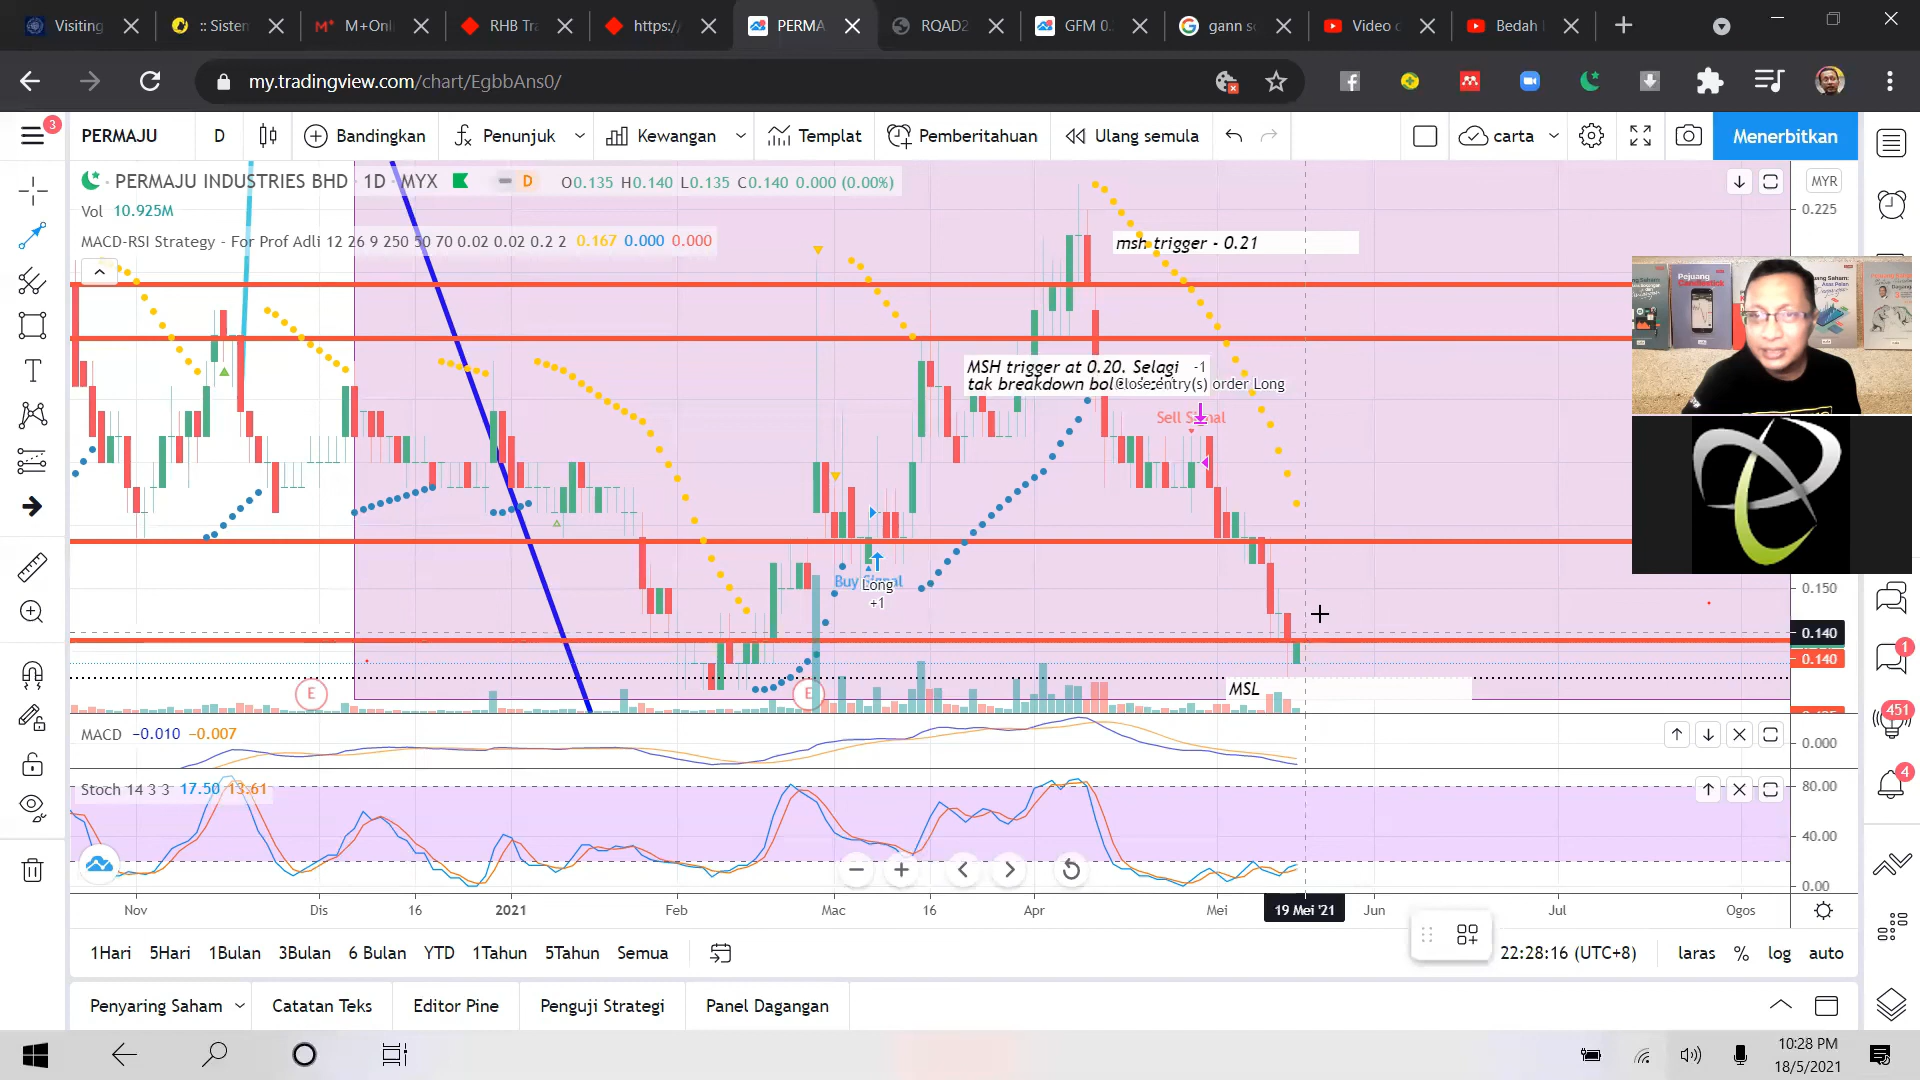 Visiting
:: Sistem
M+Onli
RHB Tra
https:/
PERMA
RQAD2
GFM 0.
gann s
Video c
Bedah
my.tradingview.com/chart/EgbbAns0/
3
PERMAJU
D
Bandingkan
Penunjuk
Kewangan
Templat
Pemberitahuan
Ulang semula
carta
Menerbitkan
PERMAJU INDUSTRIES BHD · 1D · MYX
D
O0.135 H0.140 L0.135 C0.140 0.000 (0.00%)
MYR
Vol 10.925M
0.225
MACD-RSI Strategy - For Prof Adli 12 26 9 250 50 70 0.02 0.02 0.2 2 0.167 0.000 0.000
msh trigger - 0.21
Pejuang
Candlestick
MSH trigger at 0.20. Selagi
-1
tak breakdown bol
Close entry(s) order Long
Sell Signal
Buy Signal
Long
+1
0.150
0.140
0.140
E
E
MSL
1
451
4
MACD −0.010 −0.007
0.000
Stoch 14 3 3 17.50 13.61
80.00
40.00
0.00
Nov
Dis
16
2021
Feb
Mac
16
Apr
Mei
19 Mei '21
Jun
Jul
Ogos
1Hari
5Hari
1Bulan
3Bulan
6 Bulan
YTD
1Tahun
5Tahun
Semua
22:28:16 (UTC+8)
laras
%
log
auto
Penyaring Saham
Catatan Teks
Editor Pine
Penguji Strategi
Panel Dagangan
10:28 PM
18/5/2021